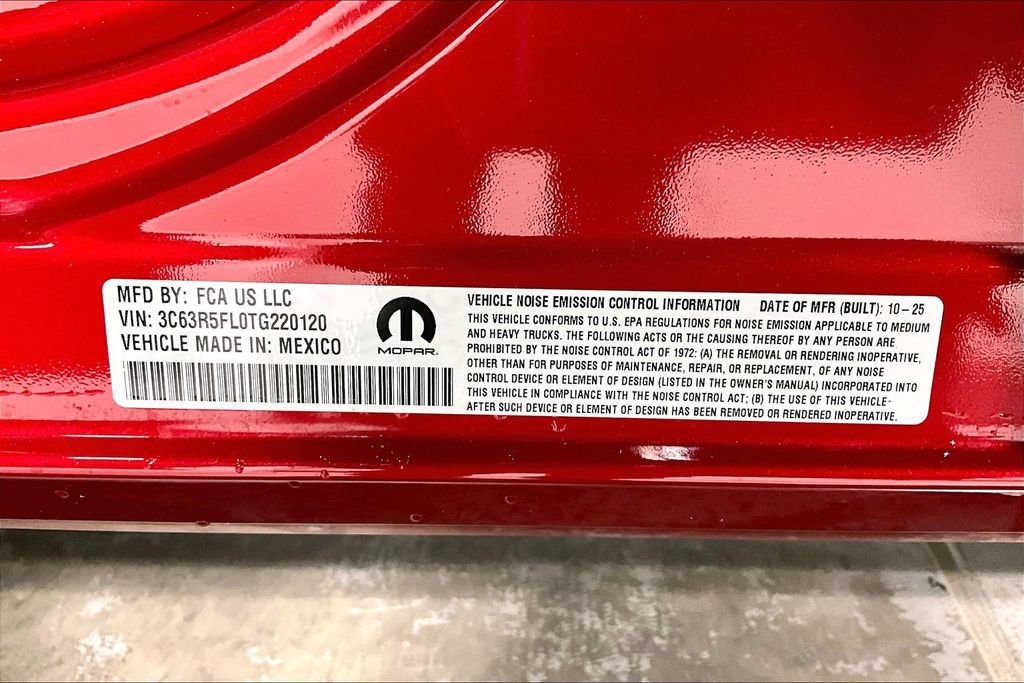 MFD BY: FCA US LLC
VIN: 3C63R5FL0TG220120
VEHICLE MADE IN: MEXICO
MOPAR.
VEHICLE NOISE EMISSION CONTROL INFORMATION DATE OF MFR (BUILT): 10-25
THIS VEHICLE CONFORMS TO U.S. EPA REGULATIONS FOR NOISE EMISSION APPLICABLE TO MEDIUM
AND HEAVY TRUCKS. THE FOLLOWING ACTS OR THE CAUSING THEREOF BY ANY PERSON ARE
PROHIBITED BY THE NOISE CONTROL ACT OF 1972: (A) THE REMOVAL OR RENDERING INOPERATIVE,
OTHER THAN FOR PURPOSES OF MAINTENANCE, REPAIR, OR REPLACEMENT, OF ANY NOISE
CONTROL DEVICE OR ELEMENT OF DESIGN (LISTED IN THE OWNER'S MANUAL) INCORPORATED INTO
THIS VEHICLE IN COMPLIANCE WITH THE NOISE CONTROL ACT; (B) THE USE OF THIS VEHICLE-
AFTER SUCH DEVICE OR ELEMENT OF DESIGN HAS BEEN REMOVED OR RENDERED INOPERATIVE.